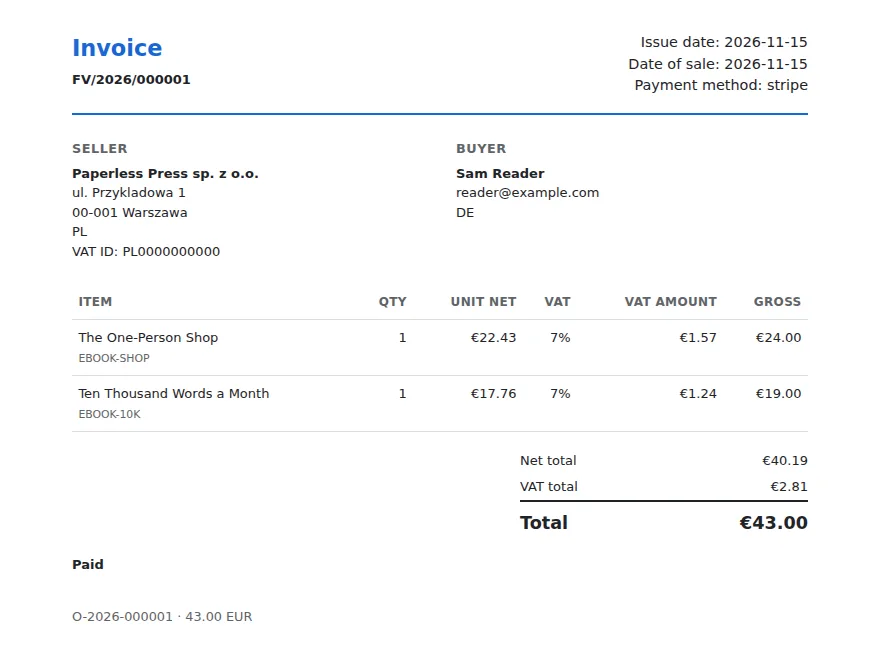 Invoice
FV/2026/000001
Issue date: 2026-11-15
Date of sale: 2026-11-15
Payment method: stripe
SELLER
Paperless Press sp. z o.o.
ul. Przykladowa 1
00-001 Warszawa
PL
VAT ID: PL0000000000
BUYER
Sam Reader
reader@example.com
DE
ITEM QTY UNIT NET VAT VAT AMOUNT GROSS
The One-Person Shop 1 €22.43 7% €1.57 €24.00
EBOOK-SHOP
Ten Thousand Words a Month 1 €17.76 7% €1.24 €19.00
EBOOK-10K
Net total €40.19
VAT total €2.81
Total €43.00
Paid
O-2026-000001 · 43.00 EUR